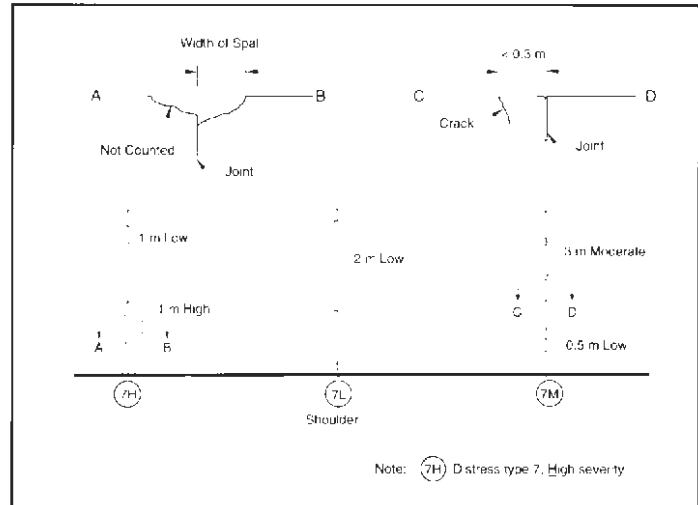 Width of Spal
< 0.3 m
A
B
C
D
Crack
Not Counted
Joint
Joint
1 m Low
2 m Low
3 m Moderate
1 m High
C
D
A
B
0.5 m Low
7H
7L
7M
Shoulder
Note: 7H Distress type 7, High severity